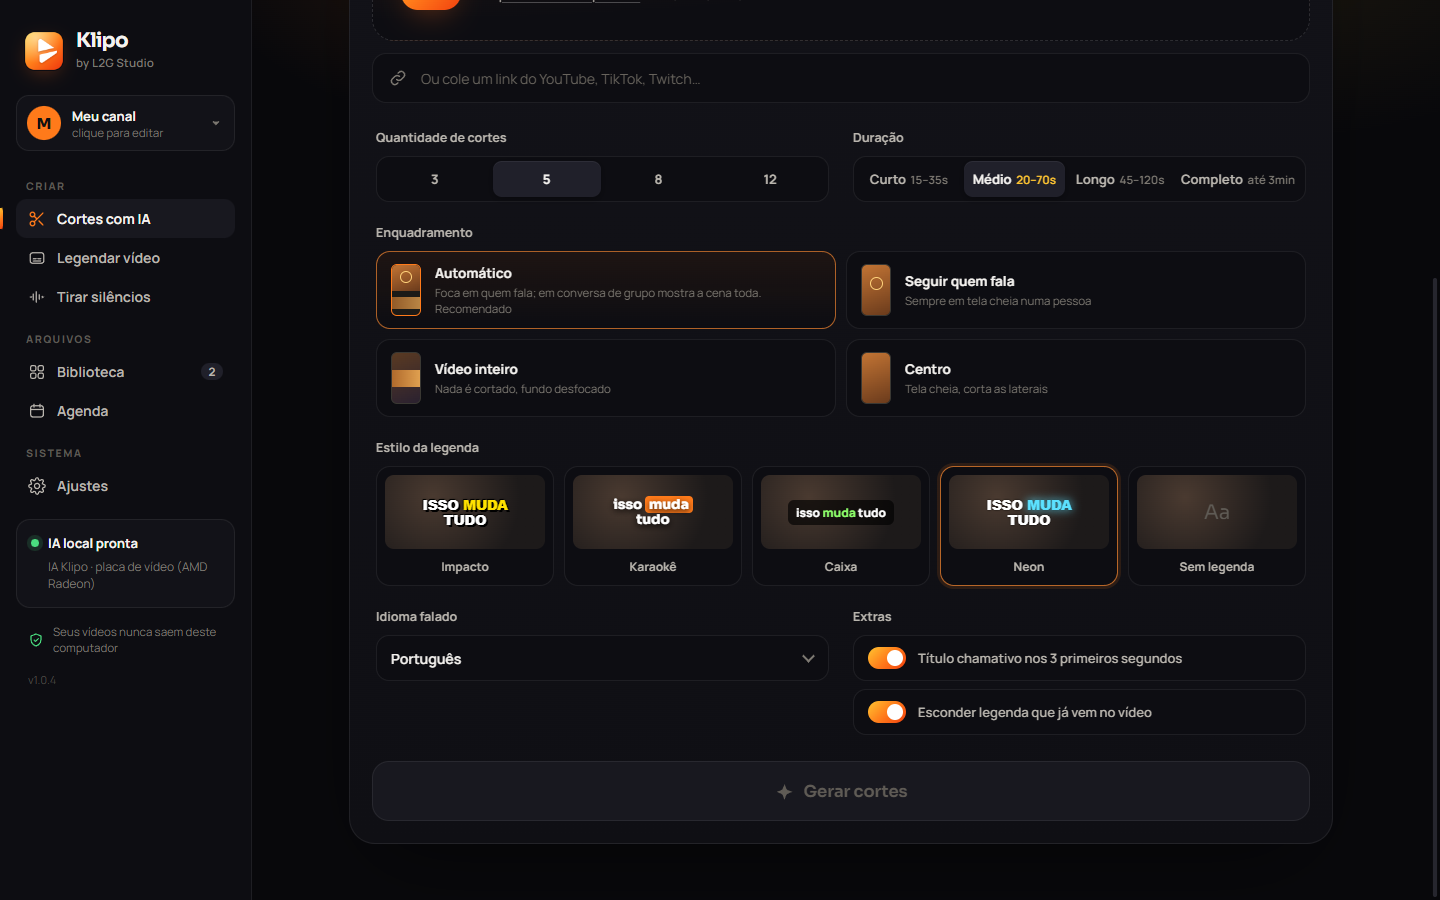 Klipo
by L2G Studio
M
Meu canal
clique para editar
CRIAR
Cortes com IA
Legendar vídeo
Tirar silêncios
ARQUIVOS
Biblioteca
2
Agenda
SISTEMA
Ajustes
IA local pronta
IA Klipo · placa de vídeo (AMD
Radeon)
Seus vídeos nunca saem deste
computador
v1.0.4
Ou cole um link do YouTube, TikTok, Twitch...
Quantidade de cortes
3
5
8
12
Duração
Curto 15–35s
Médio 20–70s
Longo 45–120s
Completo até 3min
Enquadramento
Automático
Foca em quem fala; em conversa de grupo mostra a cena toda.
Recomendado
Seguir quem fala
Sempre em tela cheia numa pessoa
Vídeo inteiro
Nada é cortado, fundo desfocado
Centro
Tela cheia, corta as laterais
Estilo da legenda
ISSO MUDA
TUDO
Impacto
isso muda
tudo
Karaokê
isso muda tudo
Caixa
ISSO MUDA
TUDO
Neon
Aa
Sem legenda
Idioma falado
Português
Extras
Título chamativo nos 3 primeiros segundos
Esconder legenda que já vem no vídeo
Gerar cortes